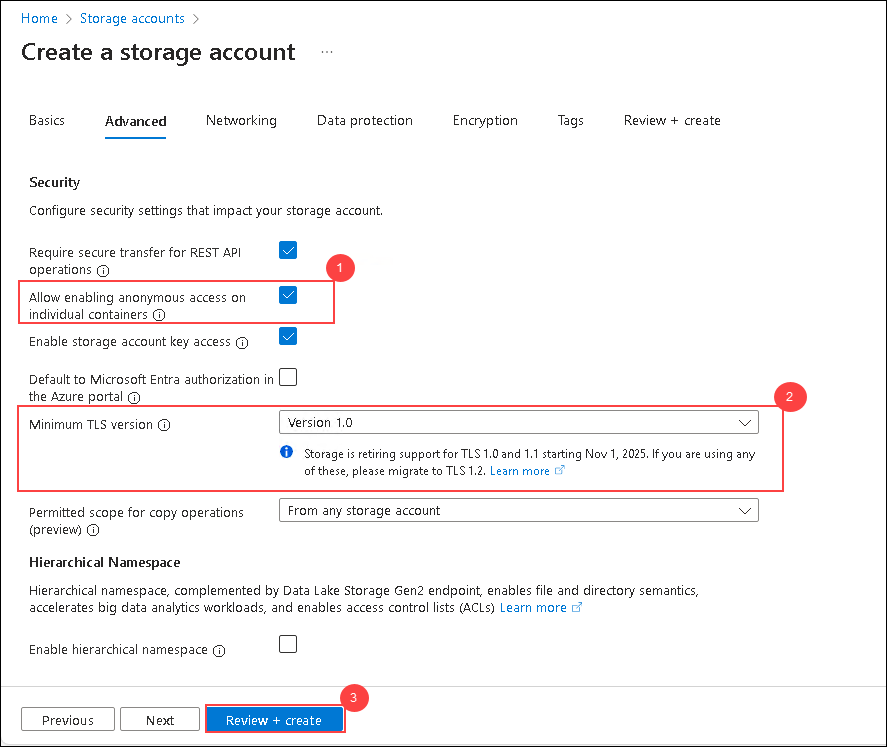 Home > Storage accounts >
Create a storage account ...
Basics Advanced Networking Data protection Encryption Tags Review + create
Security
Configure security settings that impact your storage account.
Require secure transfer for REST API
operations
1
Allow enabling anonymous access on
individual containers
Enable storage account key access
Default to Microsoft Entra authorization in
the Azure portal
2
Minimum TLS version
Version 1.0
Storage is retiring support for TLS 1.0 and 1.1 starting Nov 1, 2025. If you are using any
of these, please migrate to TLS 1.2. Learn more
Permitted scope for copy operations
(preview)
From any storage account
Hierarchical Namespace
Hierarchical namespace, complemented by Data Lake Storage Gen2 endpoint, enables file and directory semantics,
accelerates big data analytics workloads, and enables access control lists (ACLs) Learn more
Enable hierarchical namespace
3
Previous Next Review + create